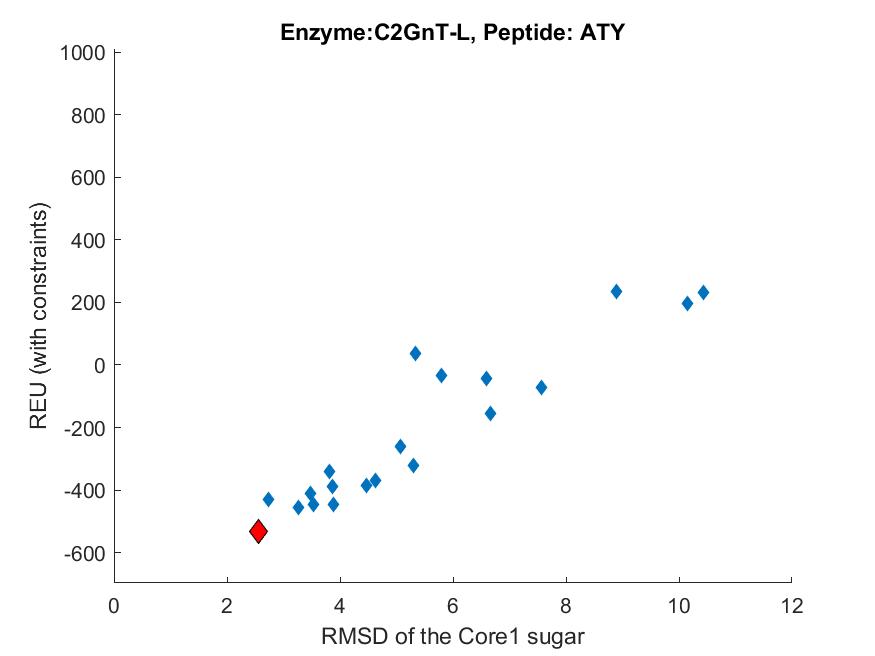 Enzyme:C2GnT-L, Peptide: ATY
1000
800
600
400
200
0
-200
-400
-600
REU (with constraints)
0 2 4 6 8 10 12
RMSD of the Core1 sugar